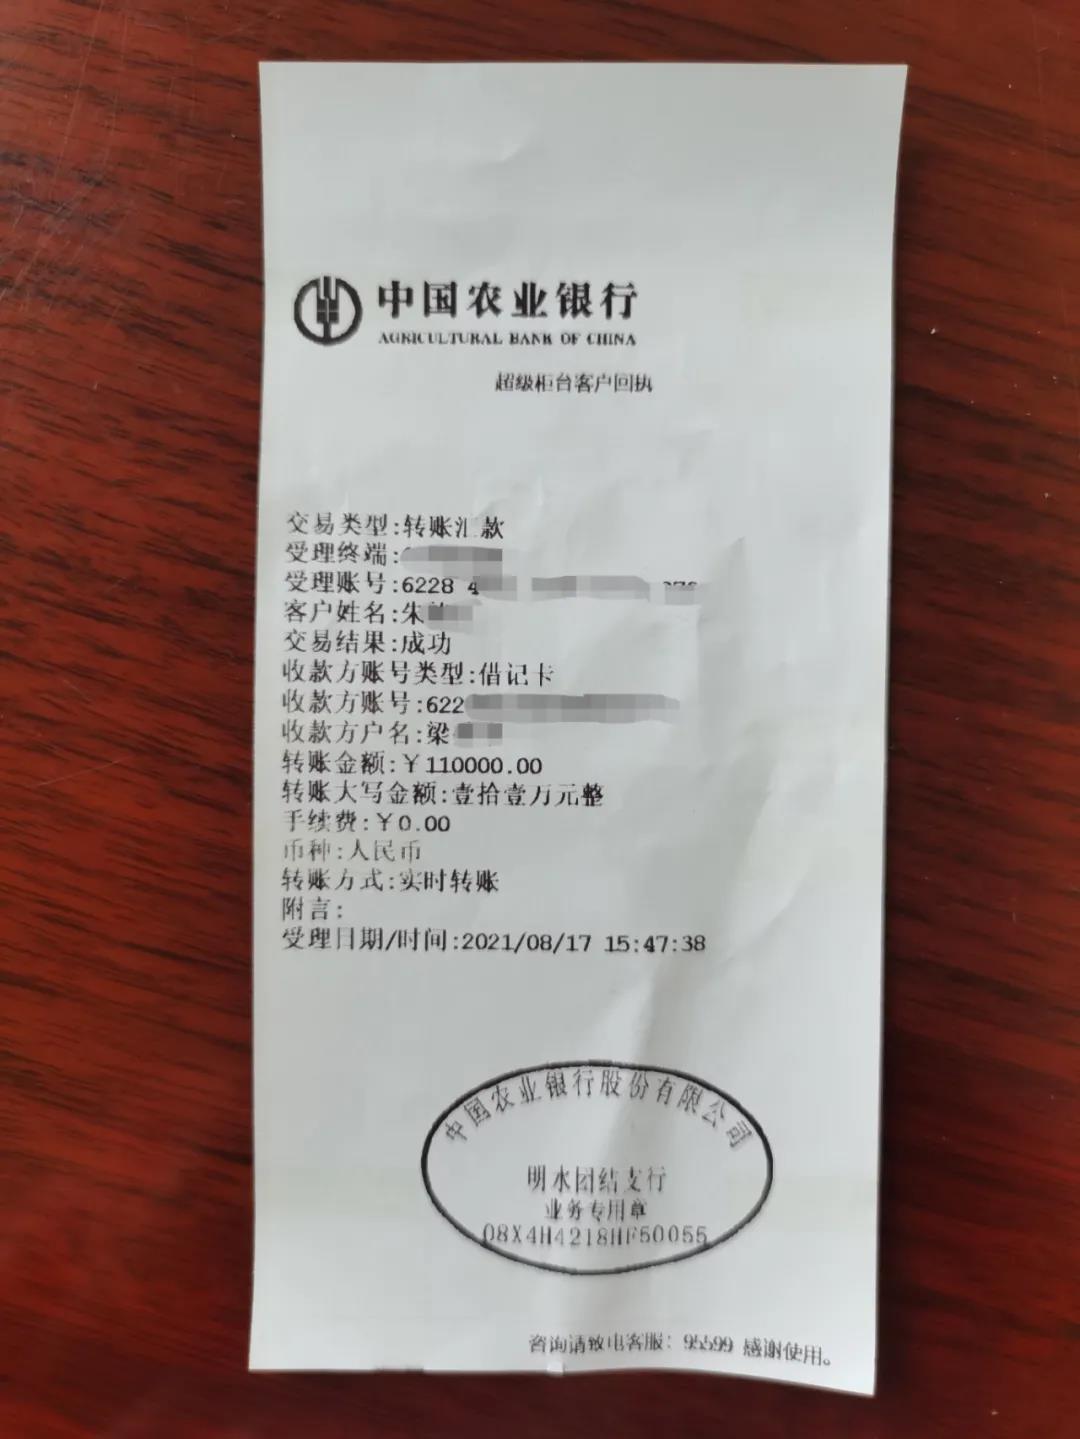 中国农业银行
AGRICULTURAL BANK OF CHINA
超级柜台客户回执
交易类型:转账汇款
受理终端:
受理账号:6228 4
客户姓名:朱
交易结果:成功
收款方账号类型:借记卡
收款方账号:622
收款方户名:梁
转账金额:￥110000.00
转账大写金额:壹拾壹万元整
手续费:￥0.00
币种:人民币
转账方式:实时转账
附言:
受理日期/时间:2021/08/17 15:47:38
中国农业银行股份有限公司
明水团结支行
业务专用章
08X4H4218HF50055
咨询请致电客服：95599 感谢使用。